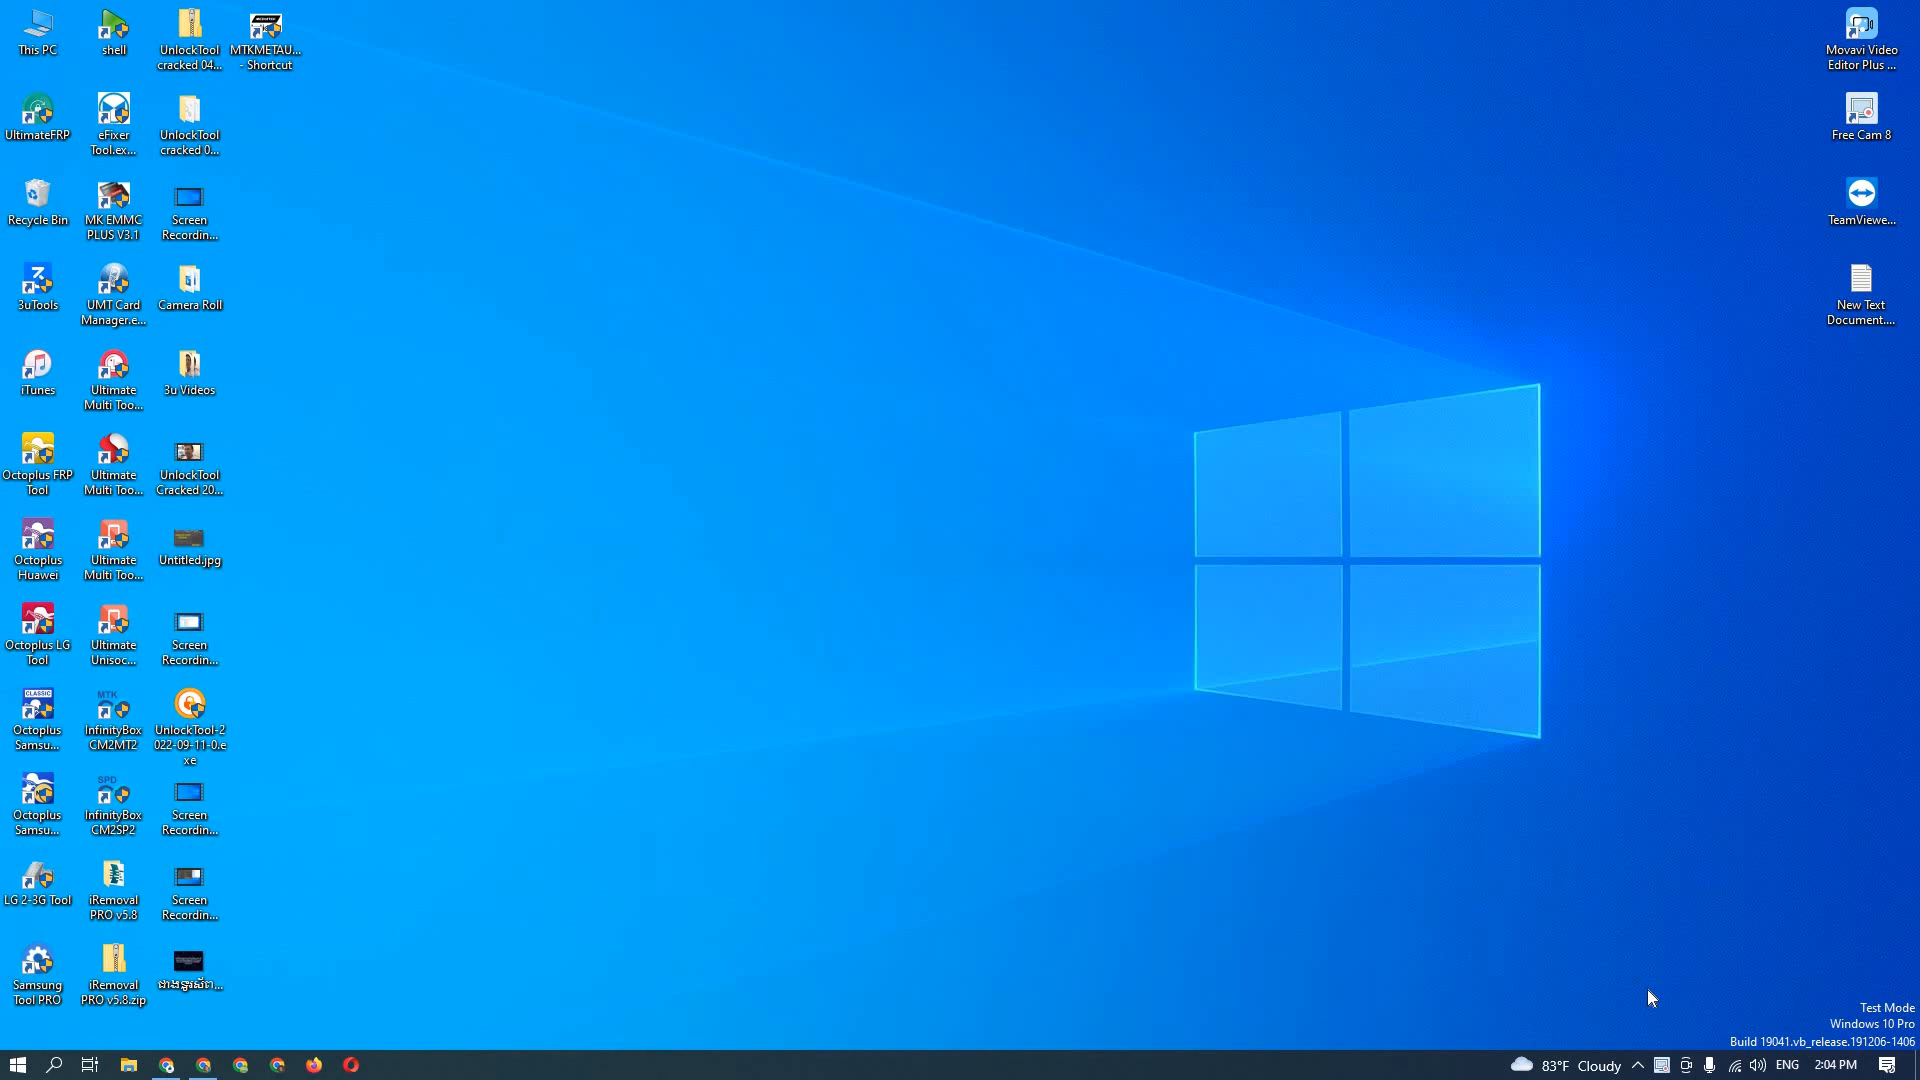 This PC
shell
UnlockTool
cracked 04...
MTKMETAU...
- Shortcut
UltimateFRP
eFixer
Tool.ex...
UnlockTool
cracked 0...
Recycle Bin
MK EMMC
PLUS V3.1
Screen
Recordin...
3uTools
UMT Card
Manager.e...
Camera Roll
iTunes
Ultimate
Multi Too...
3u Videos
Octoplus FRP
Tool
Ultimate
Multi Too...
UnlockTool
Cracked 20...
Octoplus
Huawei
Ultimate
Multi Too...
Untitled.jpg
Octoplus LG
Tool
Ultimate
Unisoc...
Screen
Recordin...
CLASSIC
Octoplus
Samsu...
MTK
InfinityBox
CM2MT2
UnlockTool-2
022-09-11-0.e
xe
Octoplus
Samsu...
SPD
InfinityBox
CM2SP2
Screen
Recordin...
LG 2-3G Tool
iRemoval
PRO v5.8
Screen
Recordin...
Samsung
Tool PRO
iRemoval
PRO v5.8.zip
Movavi Video
Editor Plus ...
Free Cam 8
TeamViewe...
New Text
Document....
Test Mode
Windows 10 Pro
Build 19041.vb_release.191206-1406
83°F Cloudy
ENG
2:04 PM